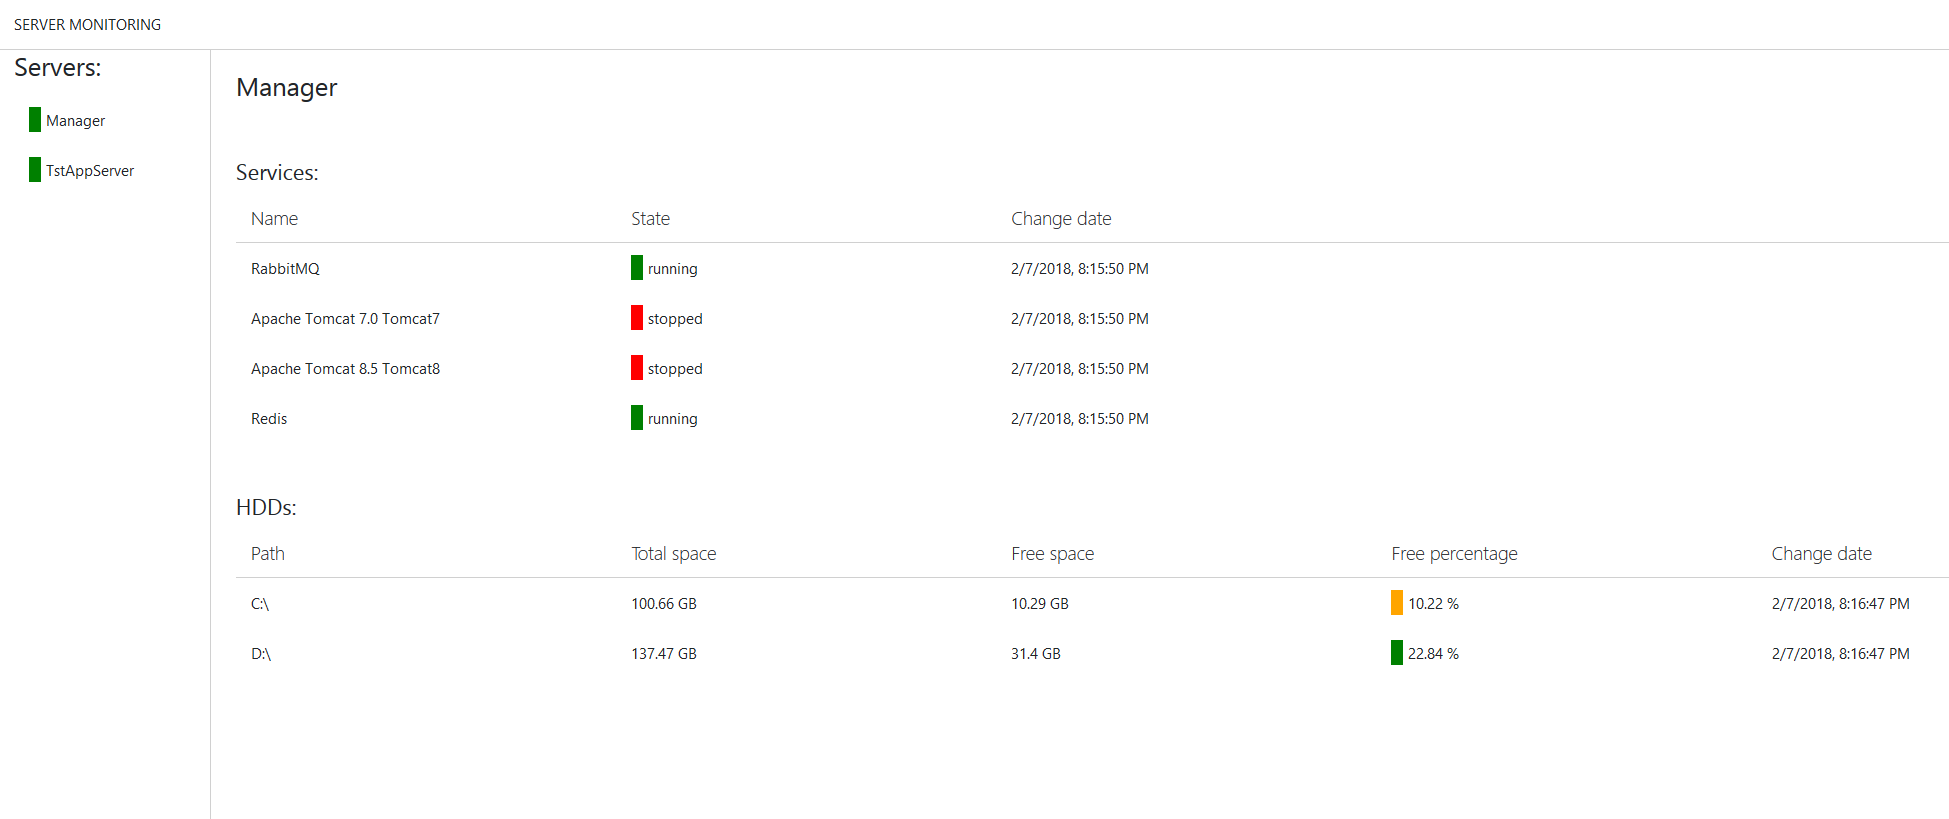 SERVER MONITORING
Servers:
Manager
TstAppServer
Manager
Services:
Name State Change date
RabbitMQ running 2/7/2018, 8:15:50 PM
Apache Tomcat 7.0 Tomcat7 stopped 2/7/2018, 8:15:50 PM
Apache Tomcat 8.5 Tomcat8 stopped 2/7/2018, 8:15:50 PM
Redis running 2/7/2018, 8:15:50 PM
HDDs:
Path Total space Free space Free percentage Change date
C:\ 100.66 GB 10.29 GB 10.22 % 2/7/2018, 8:16:47 PM
D:\ 137.47 GB 31.4 GB 22.84 % 2/7/2018, 8:16:47 PM